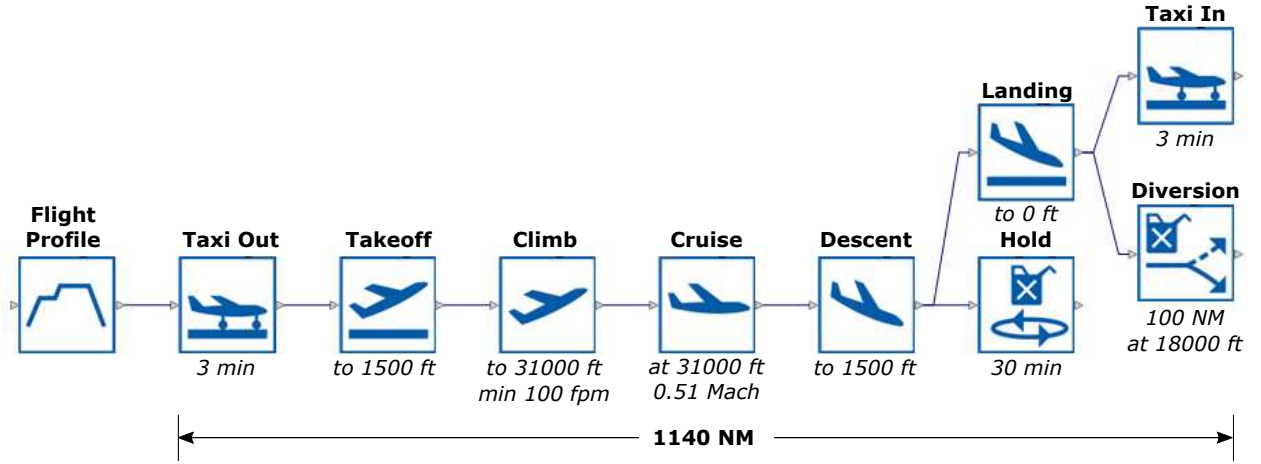 Taxi In
3 min
Landing
to 0 ft
Diversion
100 NM
at 18000 ft
Flight
Profile
Taxi Out
3 min
Takeoff
to 1500 ft
Climb
to 31000 ft
min 100 fpm
Cruise
at 31000 ft
0.51 Mach
Descent
to 1500 ft
Hold
30 min
1140 NM